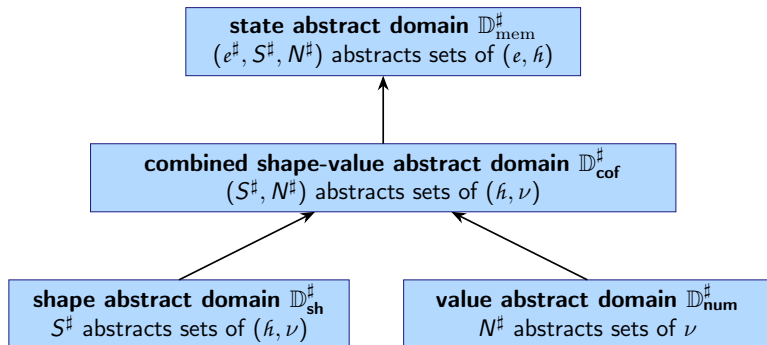 state abstract domain 𝔻♯mem
(e♯, S♯, N♯) abstracts sets of (e, ℏ)
combined shape-value abstract domain 𝔻♯cof
(S♯, N♯) abstracts sets of (ℏ, ν)
shape abstract domain 𝔻♯sh
S♯ abstracts sets of (ℏ, ν)
value abstract domain 𝔻♯num
N♯ abstracts sets of ν